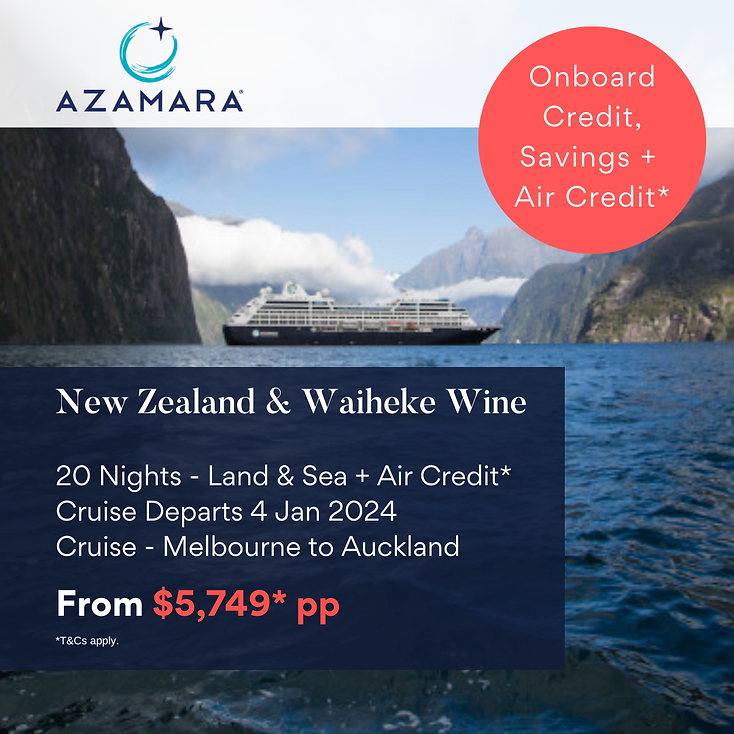 AZAMARA®
Onboard
Credit,
Savings +
Air Credit*
New Zealand & Waiheke Wine
20 Nights - Land & Sea + Air Credit*
Cruise Departs 4 Jan 2024
Cruise - Melbourne to Auckland
From $5,749* pp
*T&Cs apply.